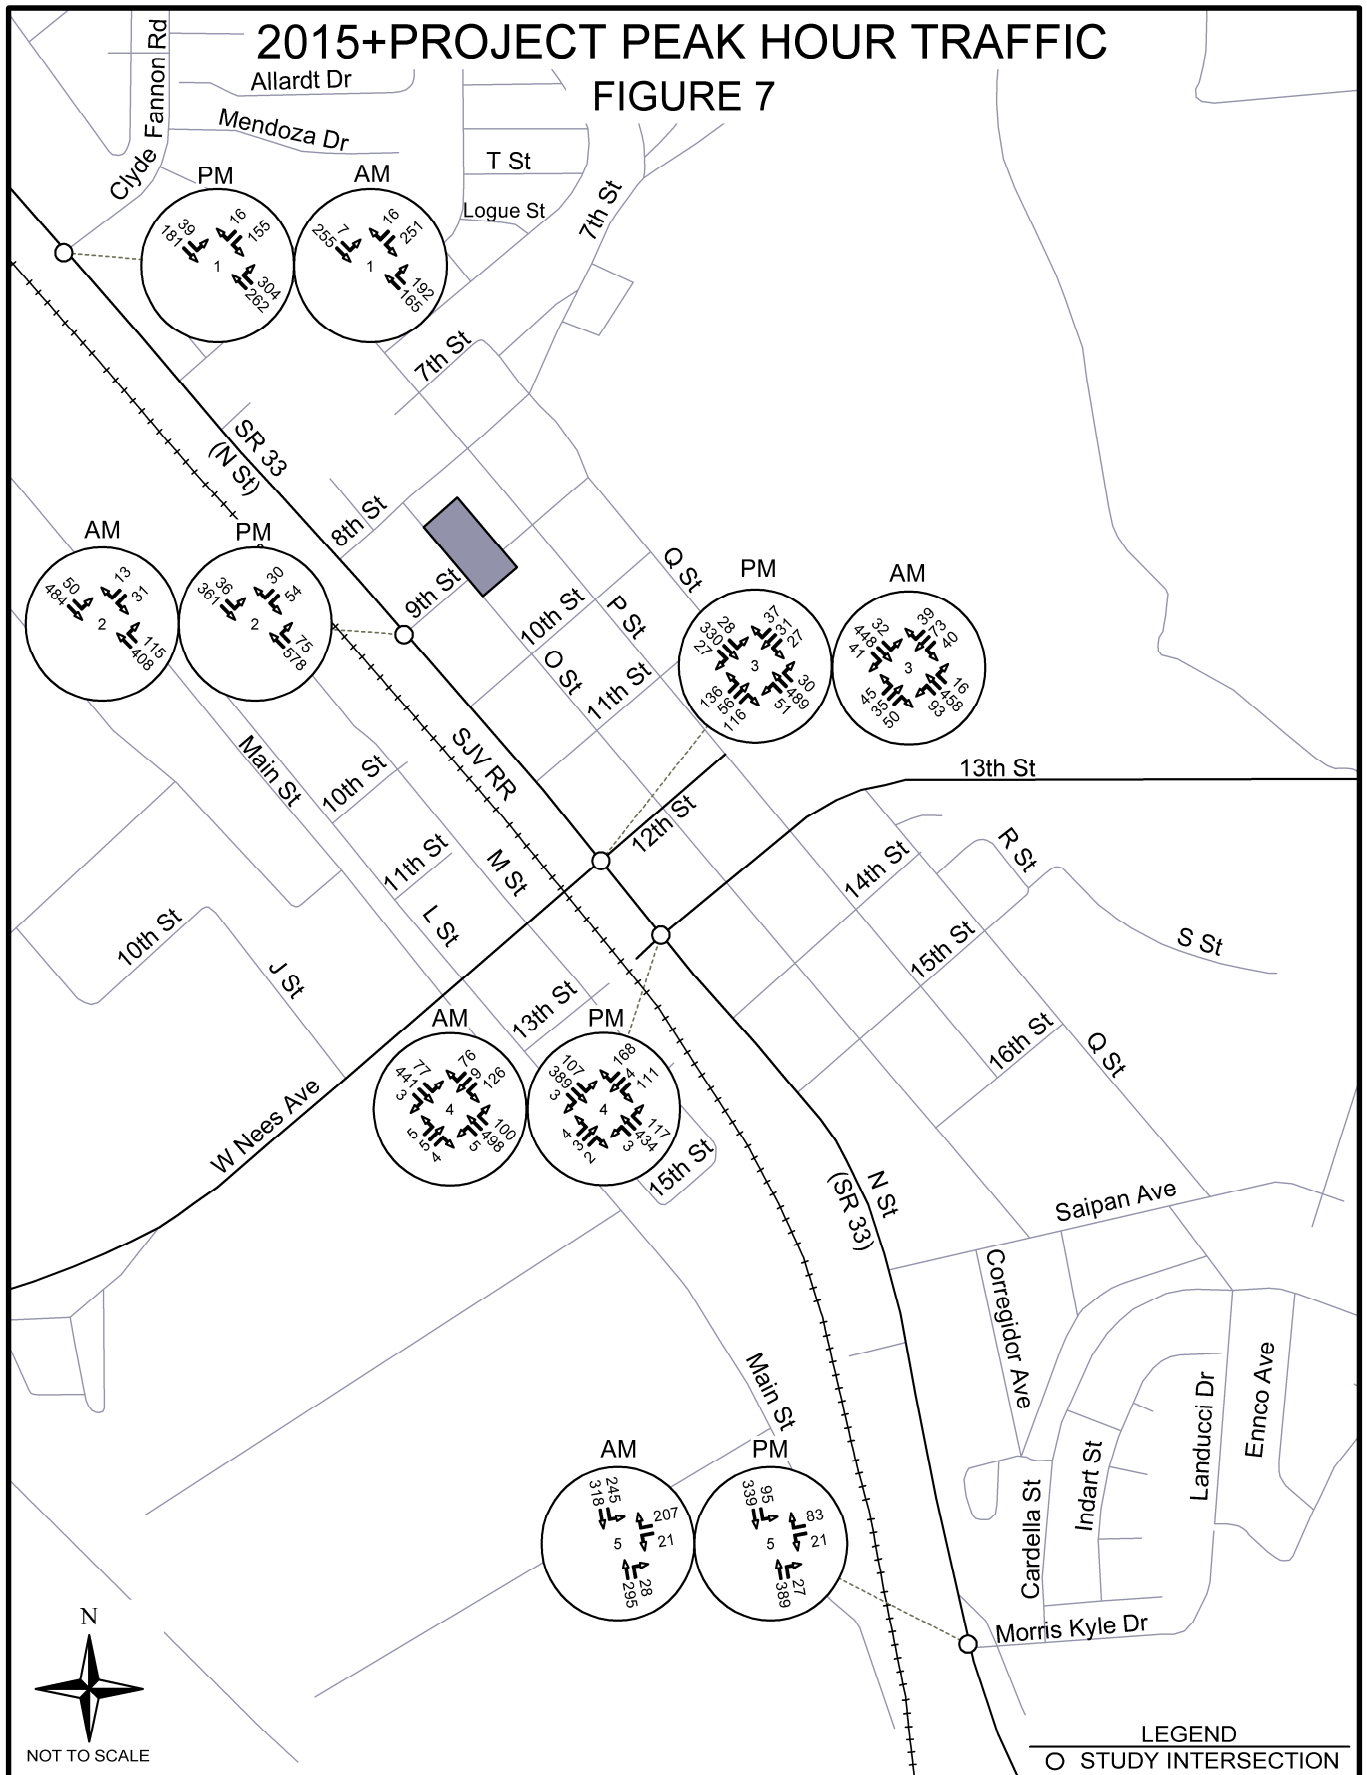 2015+PROJECT PEAK HOUR TRAFFIC
FIGURE 7
Clyde Fannon Rd
Allardt Dr
Mendoza Dr
T St
Logue St
7th St
PM
39
181
16
155
1
304
262
AM
7
255
16
251
1
192
165
7th St
SR 33
(N St)
8th St
9th St
10th St
11th St
Q St
P St
O St
AM
50
484
13
31
2
115
408
PM
36
361
30
54
2
75
578
PM
28
330
27
37
31
27
3
136
56
116
30
489
51
AM
32
448
41
39
73
40
3
45
35
50
16
458
93
13th St
12th St
SJV RR
Main St
10th St
11th St
M St
L St
10th St
J St
14th St
R St
15th St
S St
16th St
Q St
13th St
AM
77
441
3
76
9
126
4
5
5
4
100
498
5
PM
107
389
3
168
4
111
4
4
3
2
117
434
3
W Nees Ave
15th St
N St
(SR 33)
Saipan Ave
Corregidor Ave
Main St
Landucci Dr
Ennco Ave
Indart St
Cardella St
AM
318
245
207
21
5
295
28
PM
339
95
83
21
5
389
27
Morris Kyle Dr
N
NOT TO SCALE
LEGEND
STUDY INTERSECTION